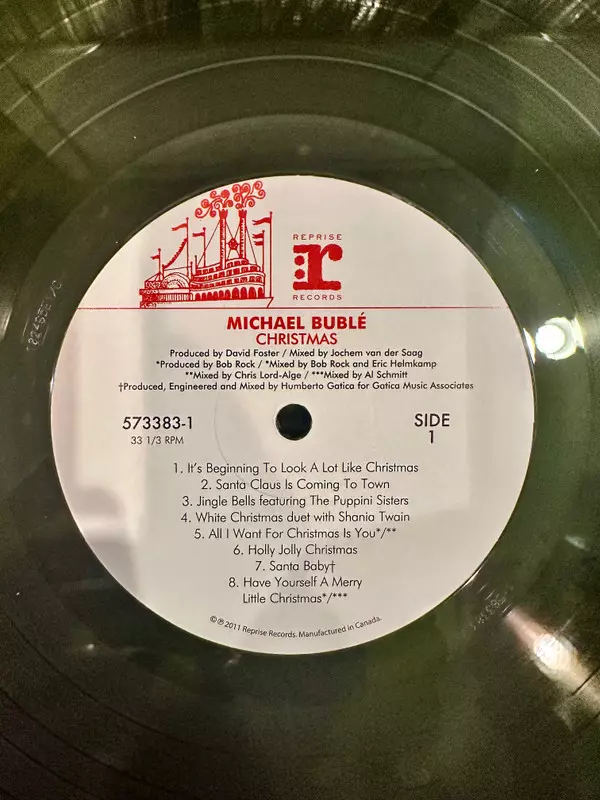 REPRISE
r
RECORDS
MICHAEL BUBLÉ
CHRISTMAS
Produced by David Foster / Mixed by Jochem van der Saag
*Produced by Bob Rock / *Mixed by Bob Rock and Eric Helmkamp
**Mixed by Chris Lord-Alge / ***Mixed by Al Schmitt
†Produced, Engineered and Mixed by Humberto Gatica for Gatica Music Associates
573383-1
33 1/3 RPM
SIDE
1
1. It's Beginning To Look A Lot Like Christmas
2. Santa Claus Is Coming To Town
3. Jingle Bells featuring The Puppini Sisters
4. White Christmas duet with Shania Twain
5. All I Want For Christmas Is You*/**
6. Holly Jolly Christmas
7. Santa Baby†
8. Have Yourself A Merry
Little Christmas*/***
©℗ 2011 Reprise Records. Manufactured in Canada.